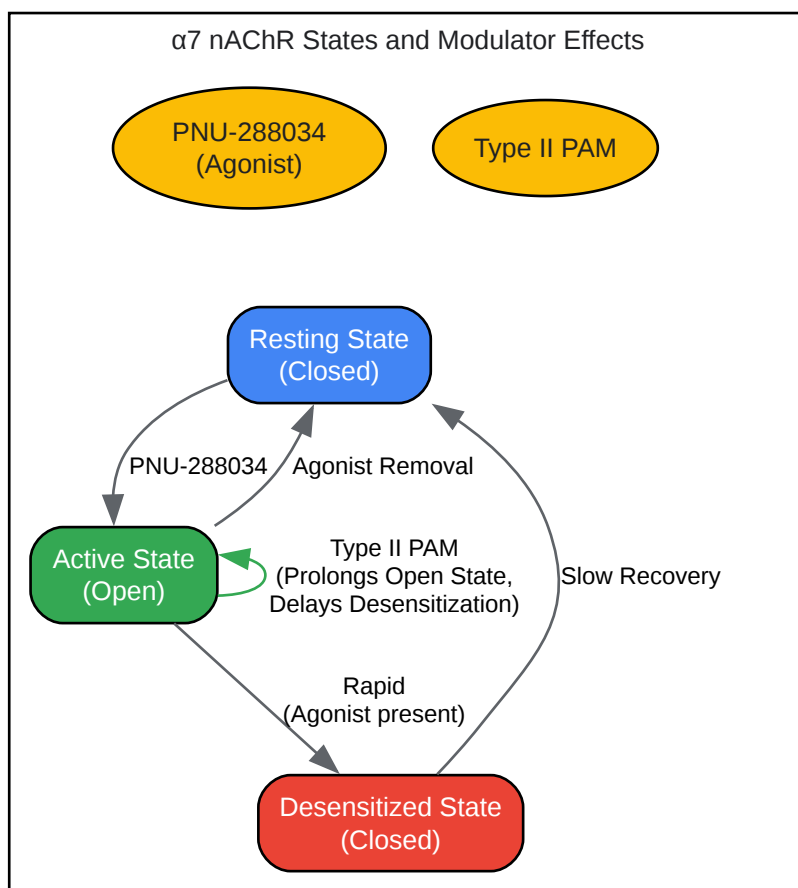 α7 nAChR States and Modulator Effects
PNU-288034
(Agonist)
Type II PAM
Resting State
(Closed)
PNU-288034
Agonist Removal
Active State
(Open)
Type II PAM
(Prolongs Open State,
Delays Desensitization)
Slow Recovery
Rapid
(Agonist present)
Desensitized State
(Closed)